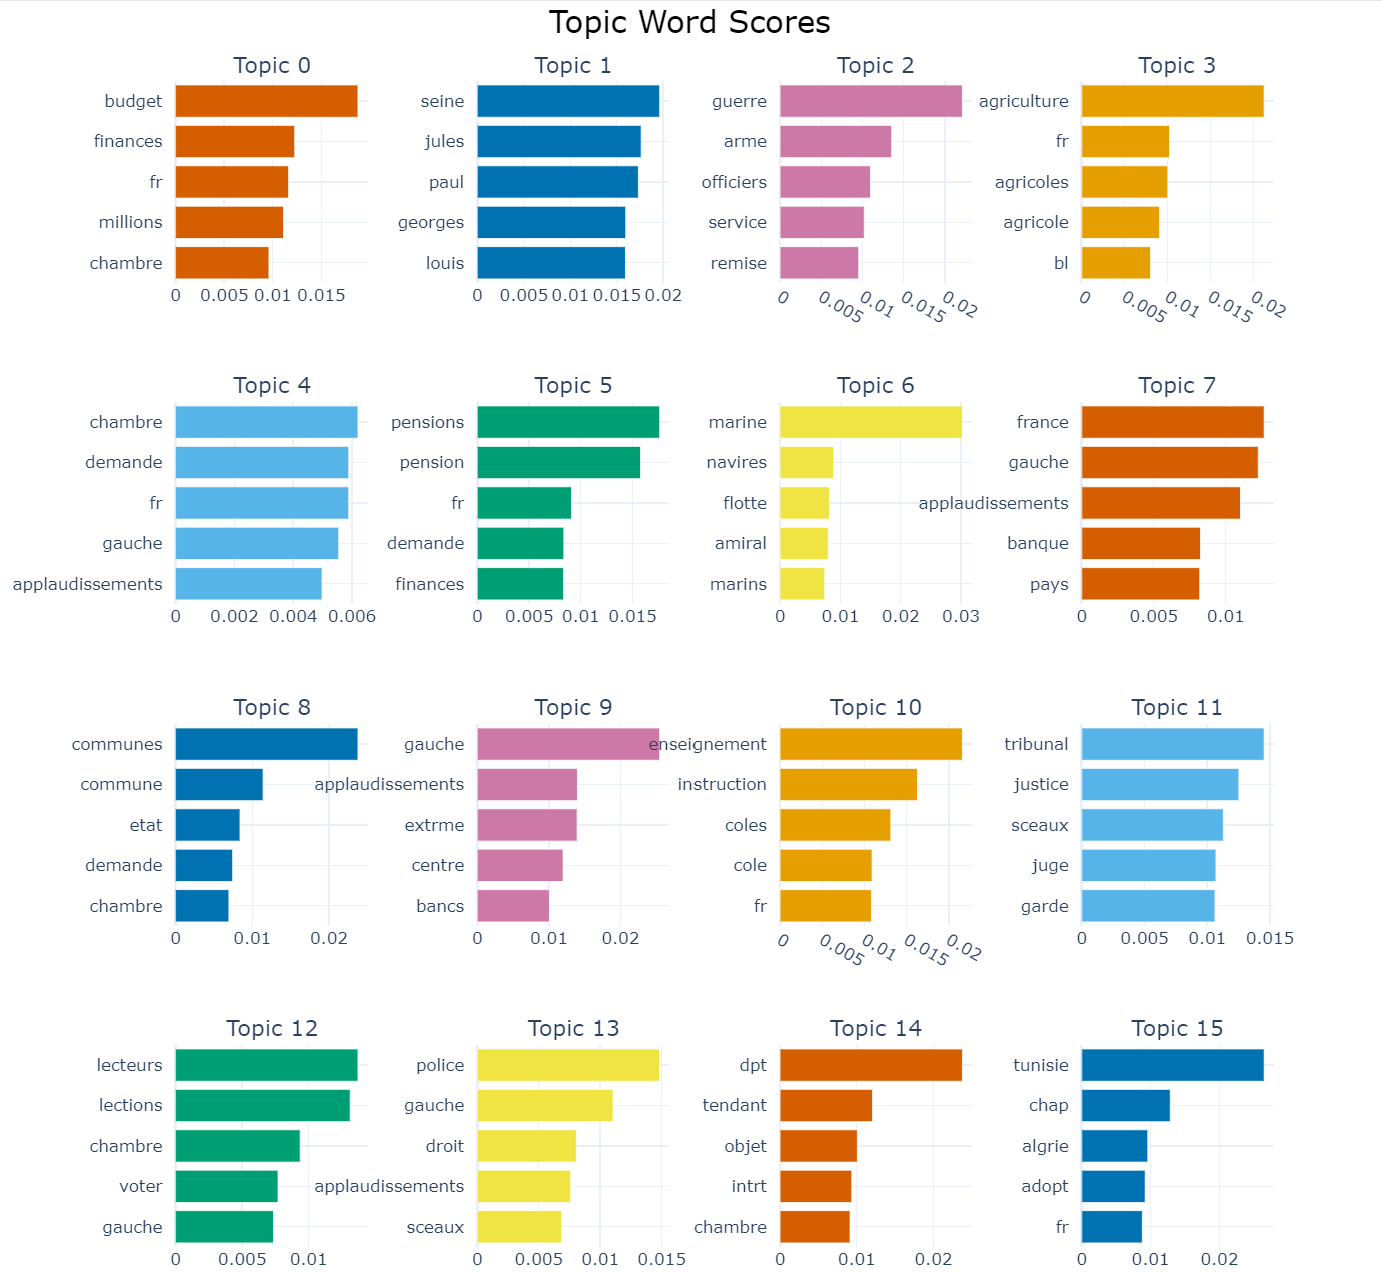 Topic Word Scores
Topic 0
budget
finances
fr
millions
chambre
0 0.005 0.01 0.015
Topic 1
seine
jules
paul
georges
louis
0 0.005 0.01 0.015 0.02
Topic 2
guerre
arme
officiers
service
remise
0 0.005 0.01 0.015 0.02
Topic 3
agriculture
fr
agricoles
agricole
bl
0 0.005 0.01 0.015 0.02
Topic 4
chambre
demande
fr
gauche
applaudissements
0 0.002 0.004 0.006
Topic 5
pensions
pension
fr
demande
finances
0 0.005 0.01 0.015
Topic 6
marine
navires
flotte
amiral
marins
0 0.01 0.02 0.03
Topic 7
france
gauche
applaudissements
banque
pays
0 0.005 0.01
Topic 8
communes
commune
etat
demande
chambre
0 0.01 0.02
Topic 9
gauche
applaudissements
extrme
centre
bancs
0 0.01 0.02
Topic 10
enseignement
instruction
coles
cole
fr
0 0.005 0.01 0.015 0.02
Topic 11
tribunal
justice
sceaux
juge
garde
0 0.005 0.01 0.015
Topic 12
lecteurs
lections
chambre
voter
gauche
0 0.005 0.01
Topic 13
police
gauche
droit
applaudissements
sceaux
0 0.005 0.01 0.015
Topic 14
dpt
tendant
objet
intrt
chambre
0 0.01 0.02
Topic 15
tunisie
chap
algrie
adopt
fr
0 0.01 0.02